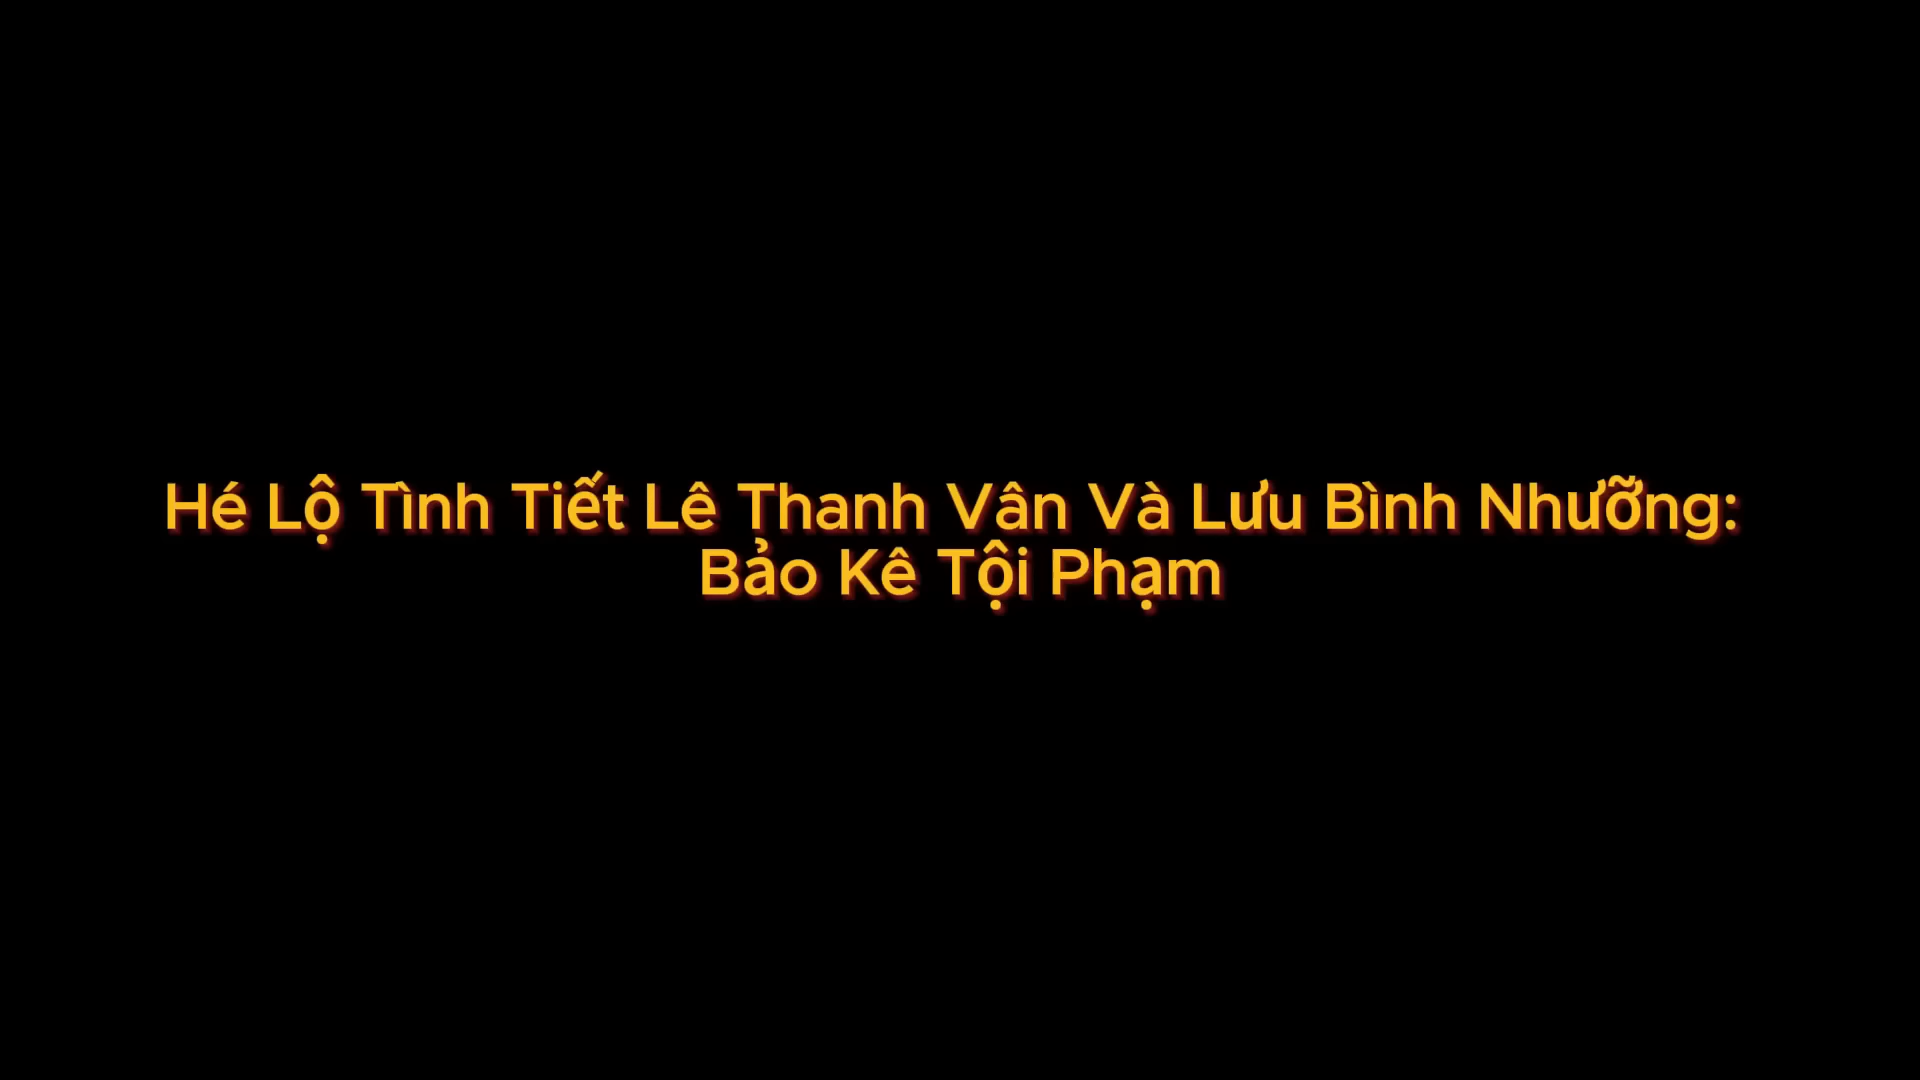 Hé Lộ Tình Tiết Lê Thanh Vân Và Lưu Bình Nhưỡng:
Bảo Kê Tội Phạm